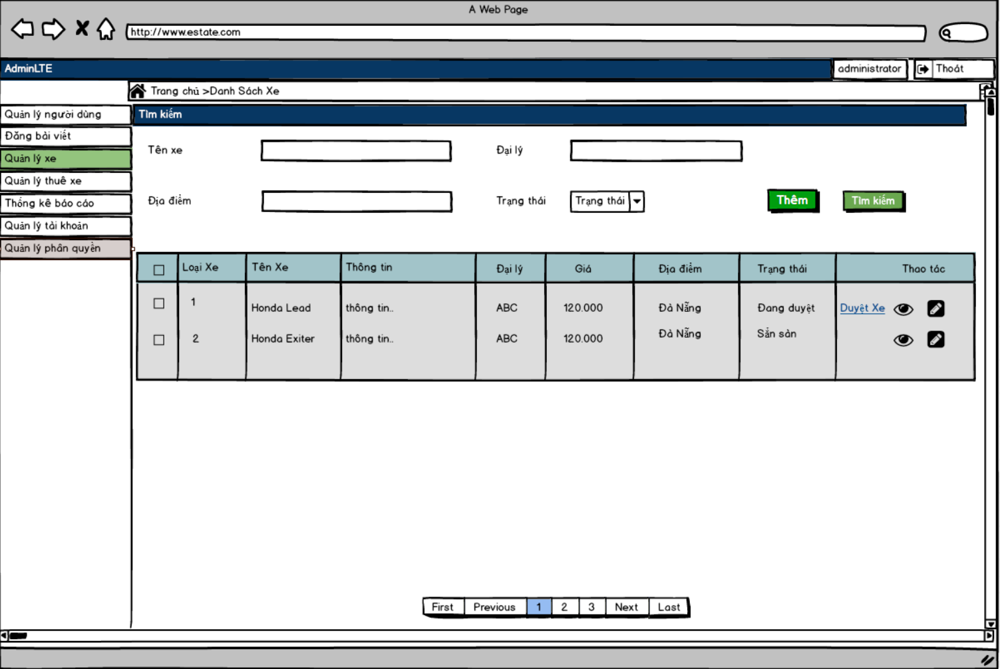 A Web Page
http://www.estate.com
AdminLTE
administrator
Thoát
Trang chủ >Danh Sách Xe
Quản lý người dùng
Đăng bài viết
Quản lý xe
Quản lý thuê xe
Thống kê báo cáo
Quản lý tài khoản
Quản lý phân quyền
Tìm kiếm
Tên xe
Đại lý
Địa điểm
Trạng thái
Trạng thái
Thêm
Tìm kiếm
Loại Xe Tên Xe Thông tin Đại lý Giá Địa điểm Trạng thái Thao tác
1 Honda Lead thông tin.. ABC 120.000 Đà Nẵng Đang duyệt Duyệt Xe
2 Honda Exiter thông tin.. ABC 120.000 Đà Nẵng Sẳn sàn
First Previous 1 2 3 Next Last